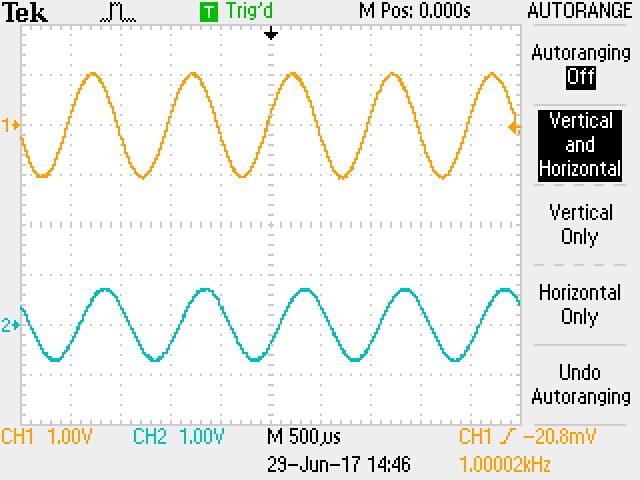 Tek T Trig'd M Pos: 0.000s AUTORANGE
Autoranging
Off
Vertical
and
Horizontal
Vertical
Only
Horizontal
Only
Undo
Autoranging
1
2
CH1 1.00V CH2 1.00V M 500µs CH1 -20.8mV
29-Jun-17 14:46 1.00002kHz